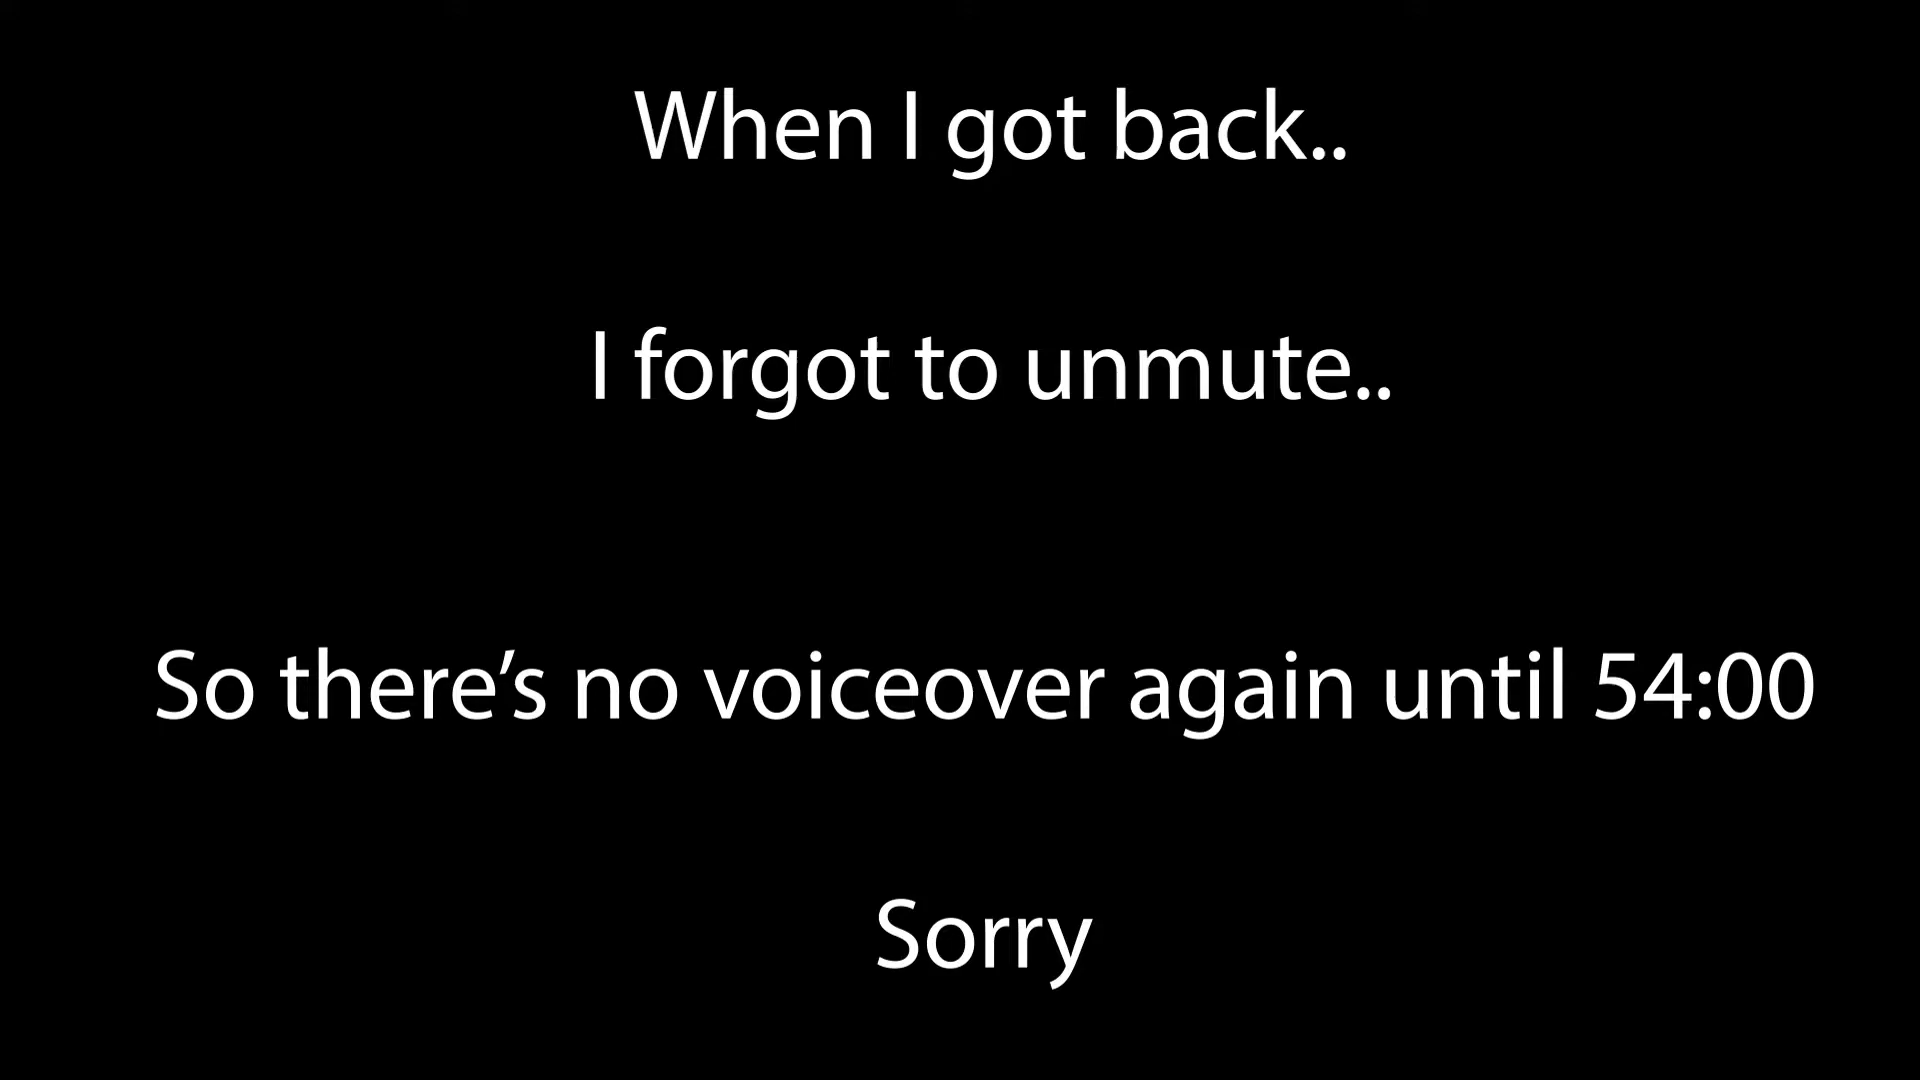 When I got back..
I forgot to unmute..
So there’s no voiceover again until 54:00
Sorry